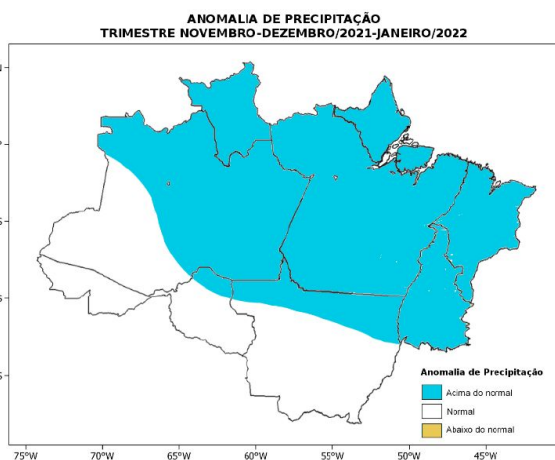 ANOMALIA DE PRECIPITAÇÃO
TRIMESTRE NOVEMBRO-DEZEMBRO/2021-JANEIRO/2022
N
S
S
S
Anomalia de Precipitação
Acima do normal
Normal
Abaixo do normal
75°W 70°W 65°W 60°W 55°W 50°W 45°W